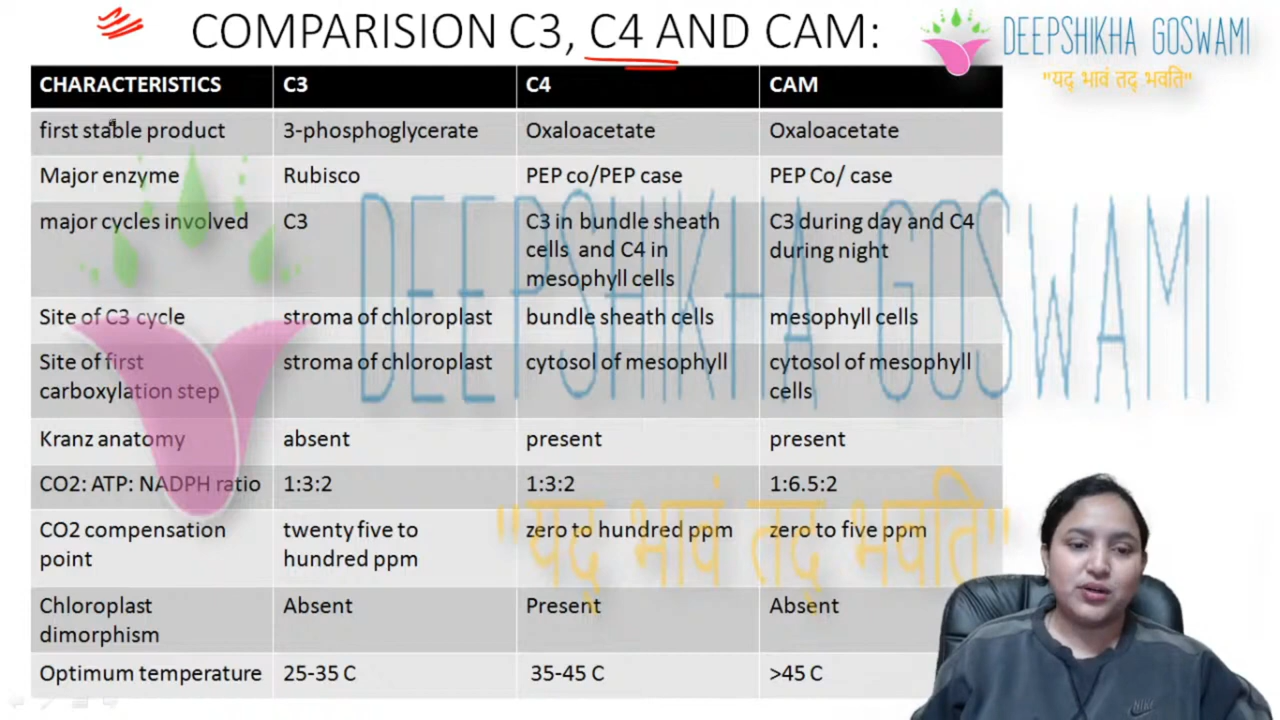 COMPARISION C3, C4 AND CAM:
DEEPSHIKHA GOSWAMI
"यद् भावं तद् भवति"
CHARACTERISTICS C3 C4 CAM
first stable product 3-phosphoglycerate Oxaloacetate Oxaloacetate
Major enzyme Rubisco PEP co/PEP case PEP Co/ case
major cycles involved C3 C3 in bundle sheath C3 during day and C4
cells and C4 in during night
mesophyll cells
Site of C3 cycle stroma of chloroplast bundle sheath cells mesophyll cells
Site of first stroma of chloroplast cytosol of mesophyll cytosol of mesophyll
carboxylation step cells
Kranz anatomy absent present present
CO2: ATP: NADPH ratio 1:3:2 1:3:2 1:6.5:2
CO2 compensation twenty five to zero to hundred ppm zero to five ppm
point hundred ppm
Chloroplast Absent Present Absent
dimorphism
Optimum temperature 25-35 C 35-45 C >45 C
DEEPSHIKHA GOSWAMI
"यद् भावं तद् भवति"